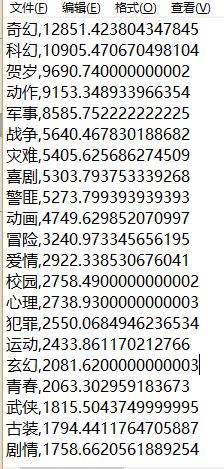 文件(F) 编辑(E) 格式(O) 查看(V)
奇幻,12851.423804347845
科幻,10905.470670498104
贺岁,9690.740000000002
动作,9153.348933966354
军事,8585.752222222225
战争,5640.467830188682
灾难,5405.625686274509
喜剧,5303.793753339268
警匪,5273.799393939393
动画,4749.629852070997
冒险,3240.973345656195
爱情,2922.338530676041
校园,2758.4900000000002
心理,2738.9300000000003
犯罪,2550.0684946236534
运动,2433.861170212766
玄幻,2081.6200000000003
青春,2063.302959183673
武侠,1815.5043749999995
古装,1794.4411764705887
剧情,1758.6620561889254